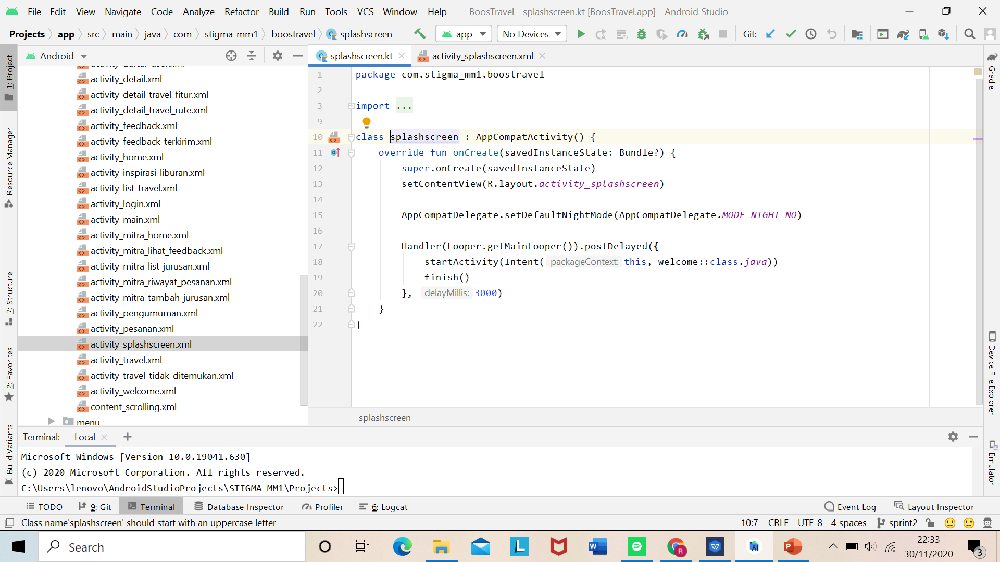 File Edit View Navigate Code Analyze Refactor Build Run Tools VCS Window Help BoosTravel - splashscreen.kt [BoosTravel.app] - Android Studio
Projects app src main java com stigma_mm1 boostravel splashscreen app No Devices Git:
1: Project
Resource Manager
7: Structure
2: Favorites
Build Variants
Android
activity_detail.xml
activity_detail_travel_fitur.xml
activity_detail_travel_rute.xml
activity_feedback.xml
activity_feedback_terkirim.xml
activity_home.xml
activity_inspirasi_liburan.xml
activity_list_travel.xml
activity_login.xml
activity_main.xml
activity_mitra_home.xml
activity_mitra_lihat_feedback.xml
activity_mitra_list_jurusan.xml
activity_mitra_riwayat_pesanan.xml
activity_mitra_tambah_jurusan.xml
activity_pengumuman.xml
activity_pesanan.xml
activity_splashscreen.xml
activity_travel.xml
activity_travel_tidak_ditemukan.xml
activity_welcome.xml
content_scrolling.xml
menu
splashscreen.kt activity_splashscreen.xml
1 package com.stigma_mm1.boostravel
2
3 import ...
9
10 class splashscreen : AppCompatActivity() {
11 override fun onCreate(savedInstanceState: Bundle?) {
12 super.onCreate(savedInstanceState)
13 setContentView(R.layout.activity_splashscreen)
14
15 AppCompatDelegate.setDefaultNightMode(AppCompatDelegate.MODE_NIGHT_NO)
16
17 Handler(Looper.getMainLooper()).postDelayed({
18 startActivity(Intent( packageContext: this, welcome::class.java))
19 finish()
20 }, delayMillis: 3000)
21 }
22 }
splashscreen
Gradle
Device File Explorer
Emulator
Terminal: Local
Microsoft Windows [Version 10.0.19041.630]
(c) 2020 Microsoft Corporation. All rights reserved.
C:\Users\lenovo\AndroidStudioProjects\STIGMA-MM1\Projects>
TODO 9: Git Terminal Database Inspector Profiler 6: Logcat Event Log Layout Inspector
Class name'splashscreen' should start with an uppercase letter 10:7 CRLF UTF-8 4 spaces sprint2
Search
22:33
30/11/2020
3